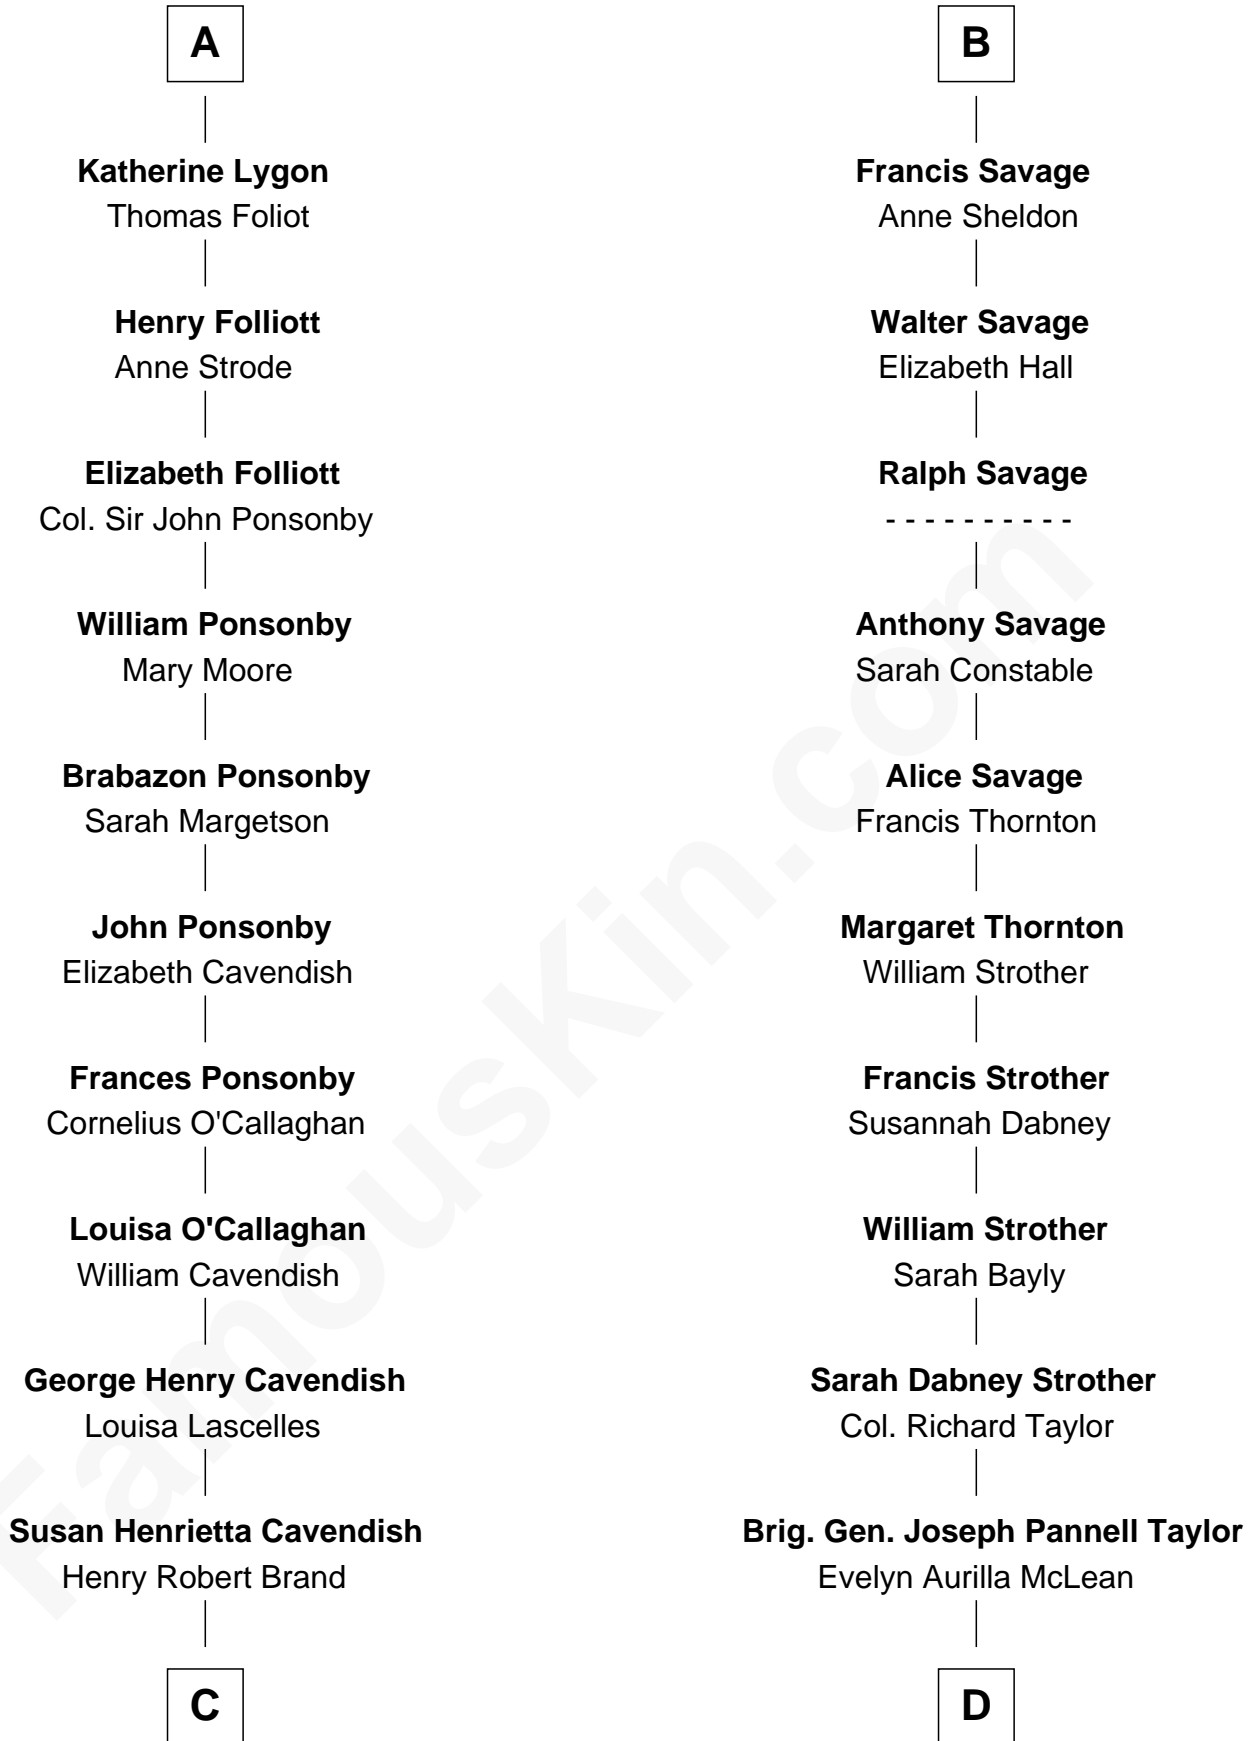 A
Katherine Lygon
Thomas Foliot
Henry Folliott
Anne Strode
Elizabeth Folliott
Col. Sir John Ponsonby
William Ponsonby
Mary Moore
Brabazon Ponsonby
Sarah Margetson
John Ponsonby
Elizabeth Cavendish
Frances Ponsonby
Cornelius O'Callaghan
Louisa O'Callaghan
William Cavendish
George Henry Cavendish
Louisa Lascelles
Susan Henrietta Cavendish
Henry Robert Brand
C
B
Francis Savage
Anne Sheldon
Walter Savage
Elizabeth Hall
Ralph Savage
- - - - - - - - - -
Anthony Savage
Sarah Constable
Alice Savage
Francis Thornton
Margaret Thornton
William Strother
Francis Strother
Susannah Dabney
William Strother
Sarah Bayly
Sarah Dabney Strother
Col. Richard Taylor
Brig. Gen. Joseph Pannell Taylor
Evelyn Aurilla McLean
D
FamousKin.com